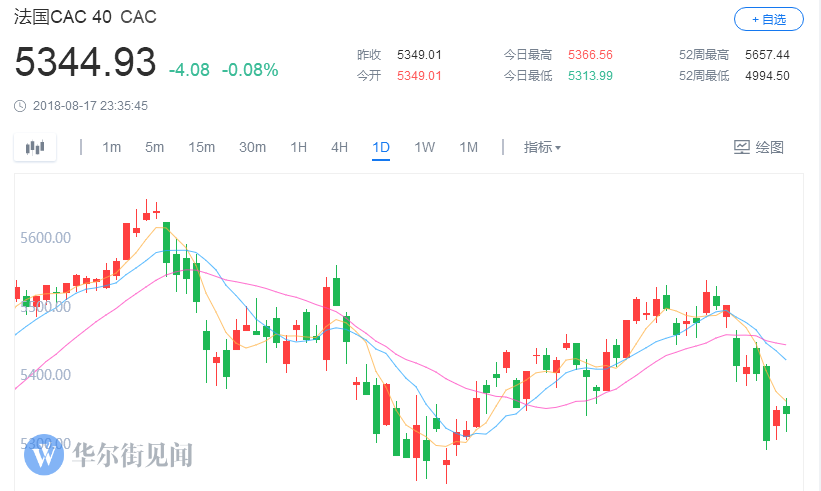 法国CAC 40 CAC
+ 自选
5344.93 -4.08 -0.08%
昨收 5349.01 今日最高 5366.56 52周最高 5657.44
今开 5349.01 今日最低 5313.99 52周最低 4994.50
2018-08-17 23:35:45
1m 5m 15m 30m 1H 4H 1D 1W 1M 指标 绘图
5600.00
5500.00
5400.00
5300.00
W 华尔街见闻